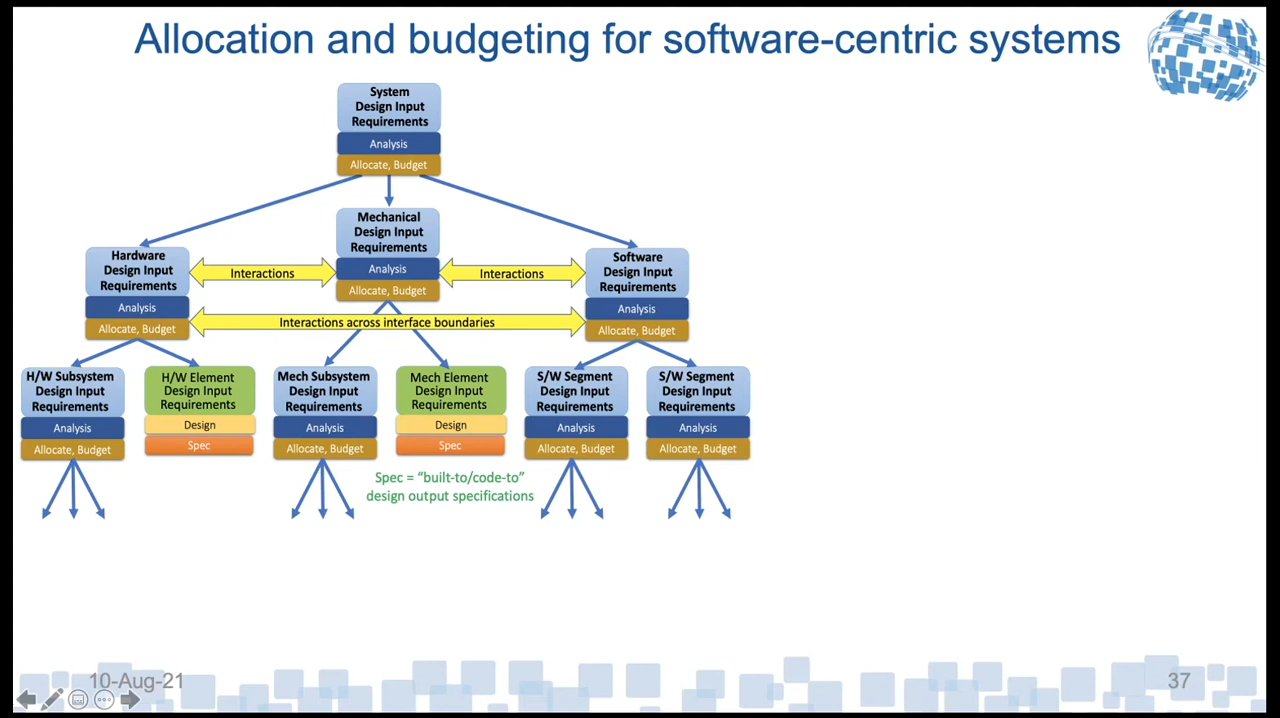 Allocation and budgeting for software-centric systems
System
Design Input
Requirements
Analysis
Allocate, Budget
Mechanical
Design Input
Requirements
Analysis
Allocate, Budget
Hardware
Design Input
Requirements
Analysis
Allocate, Budget
Interactions
Interactions
Software
Design Input
Requirements
Analysis
Allocate, Budget
Interactions across interface boundaries
H/W Subsystem
Design Input
Requirements
Analysis
Allocate, Budget
H/W Element
Design Input
Requirements
Design
Spec
Mech Subsystem
Design Input
Requirements
Analysis
Allocate, Budget
Mech Element
Design Input
Requirements
Design
Spec
S/W Segment
Design Input
Requirements
Analysis
Allocate, Budget
S/W Segment
Design Input
Requirements
Analysis
Allocate, Budget
Spec = “built-to/code-to”
design output specifications
10-Aug-21
37